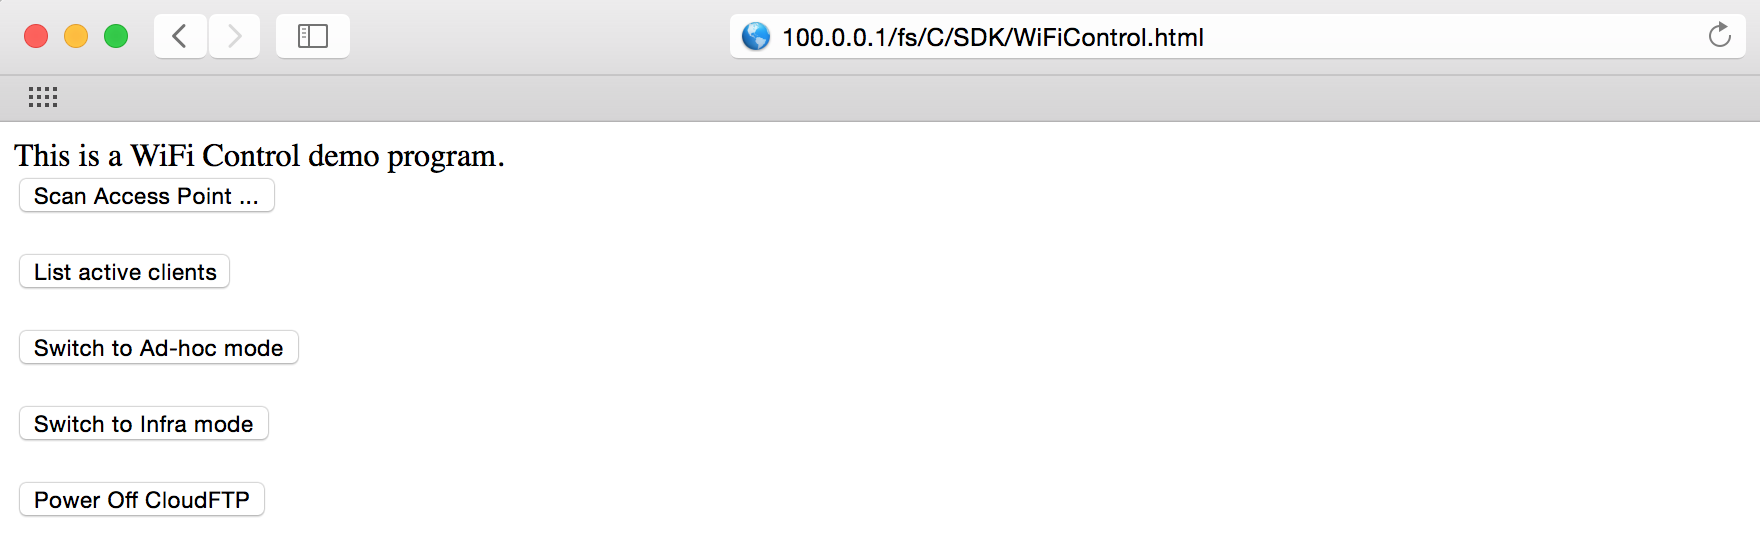 100.0.0.1/fs/C/SDK/WiFiControl.html
This is a WiFi Control demo program.
Scan Access Point ...
List active clients
Switch to Ad-hoc mode
Switch to Infra mode
Power Off CloudFTP